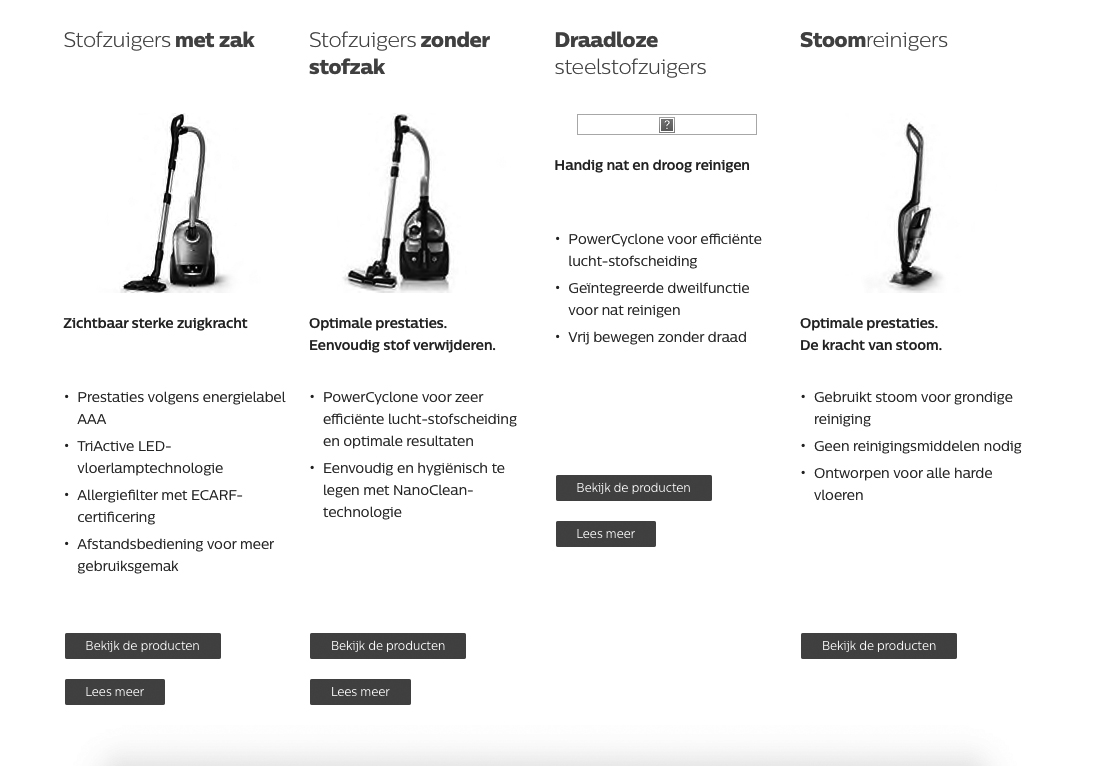 Stofzuigers met zak
Zichtbaar sterke zuigkracht
• Prestaties volgens energielabel
AAA
• TriActive LED-
vloerlamptechnologie
• Allergiefilter met ECARF-
certificering
• Afstandsbediening voor meer
gebruiksgemak
Bekijk de producten
Lees meer
Stofzuigers zonder
stofzak
Optimale prestaties.
Eenvoudig stof verwijderen.
• PowerCyclone voor zeer
efficiënte lucht-stofscheiding
en optimale resultaten
• Eenvoudig en hygiënisch te
legen met NanoClean-
technologie
Bekijk de producten
Lees meer
Draadloze
steelstofzuigers
?
Handig nat en droog reinigen
• PowerCyclone voor efficiënte
lucht-stofscheiding
• Geïntegreerde dweilfunctie
voor nat reinigen
• Vrij bewegen zonder draad
Bekijk de producten
Lees meer
Stoomreinigers
Optimale prestaties.
De kracht van stoom.
• Gebruikt stoom voor grondige
reiniging
• Geen reinigingsmiddelen nodig
• Ontworpen voor alle harde
vloeren
Bekijk de producten